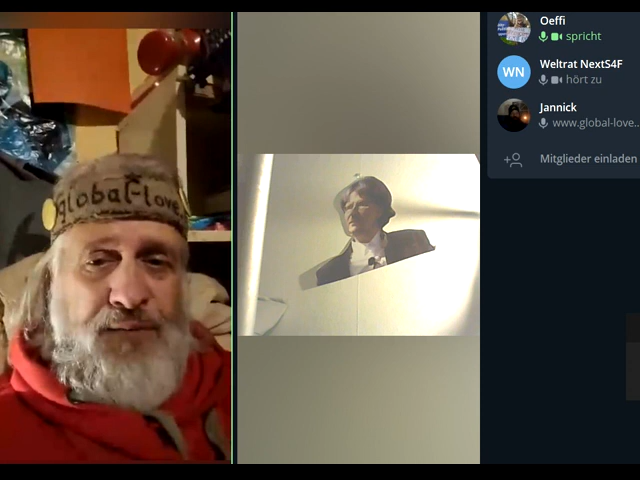 global-love.
Oeffi
spricht
WN
Weltrat NextS4F
hört zu
Jannick
www.global-love...
Mitglieder einladen